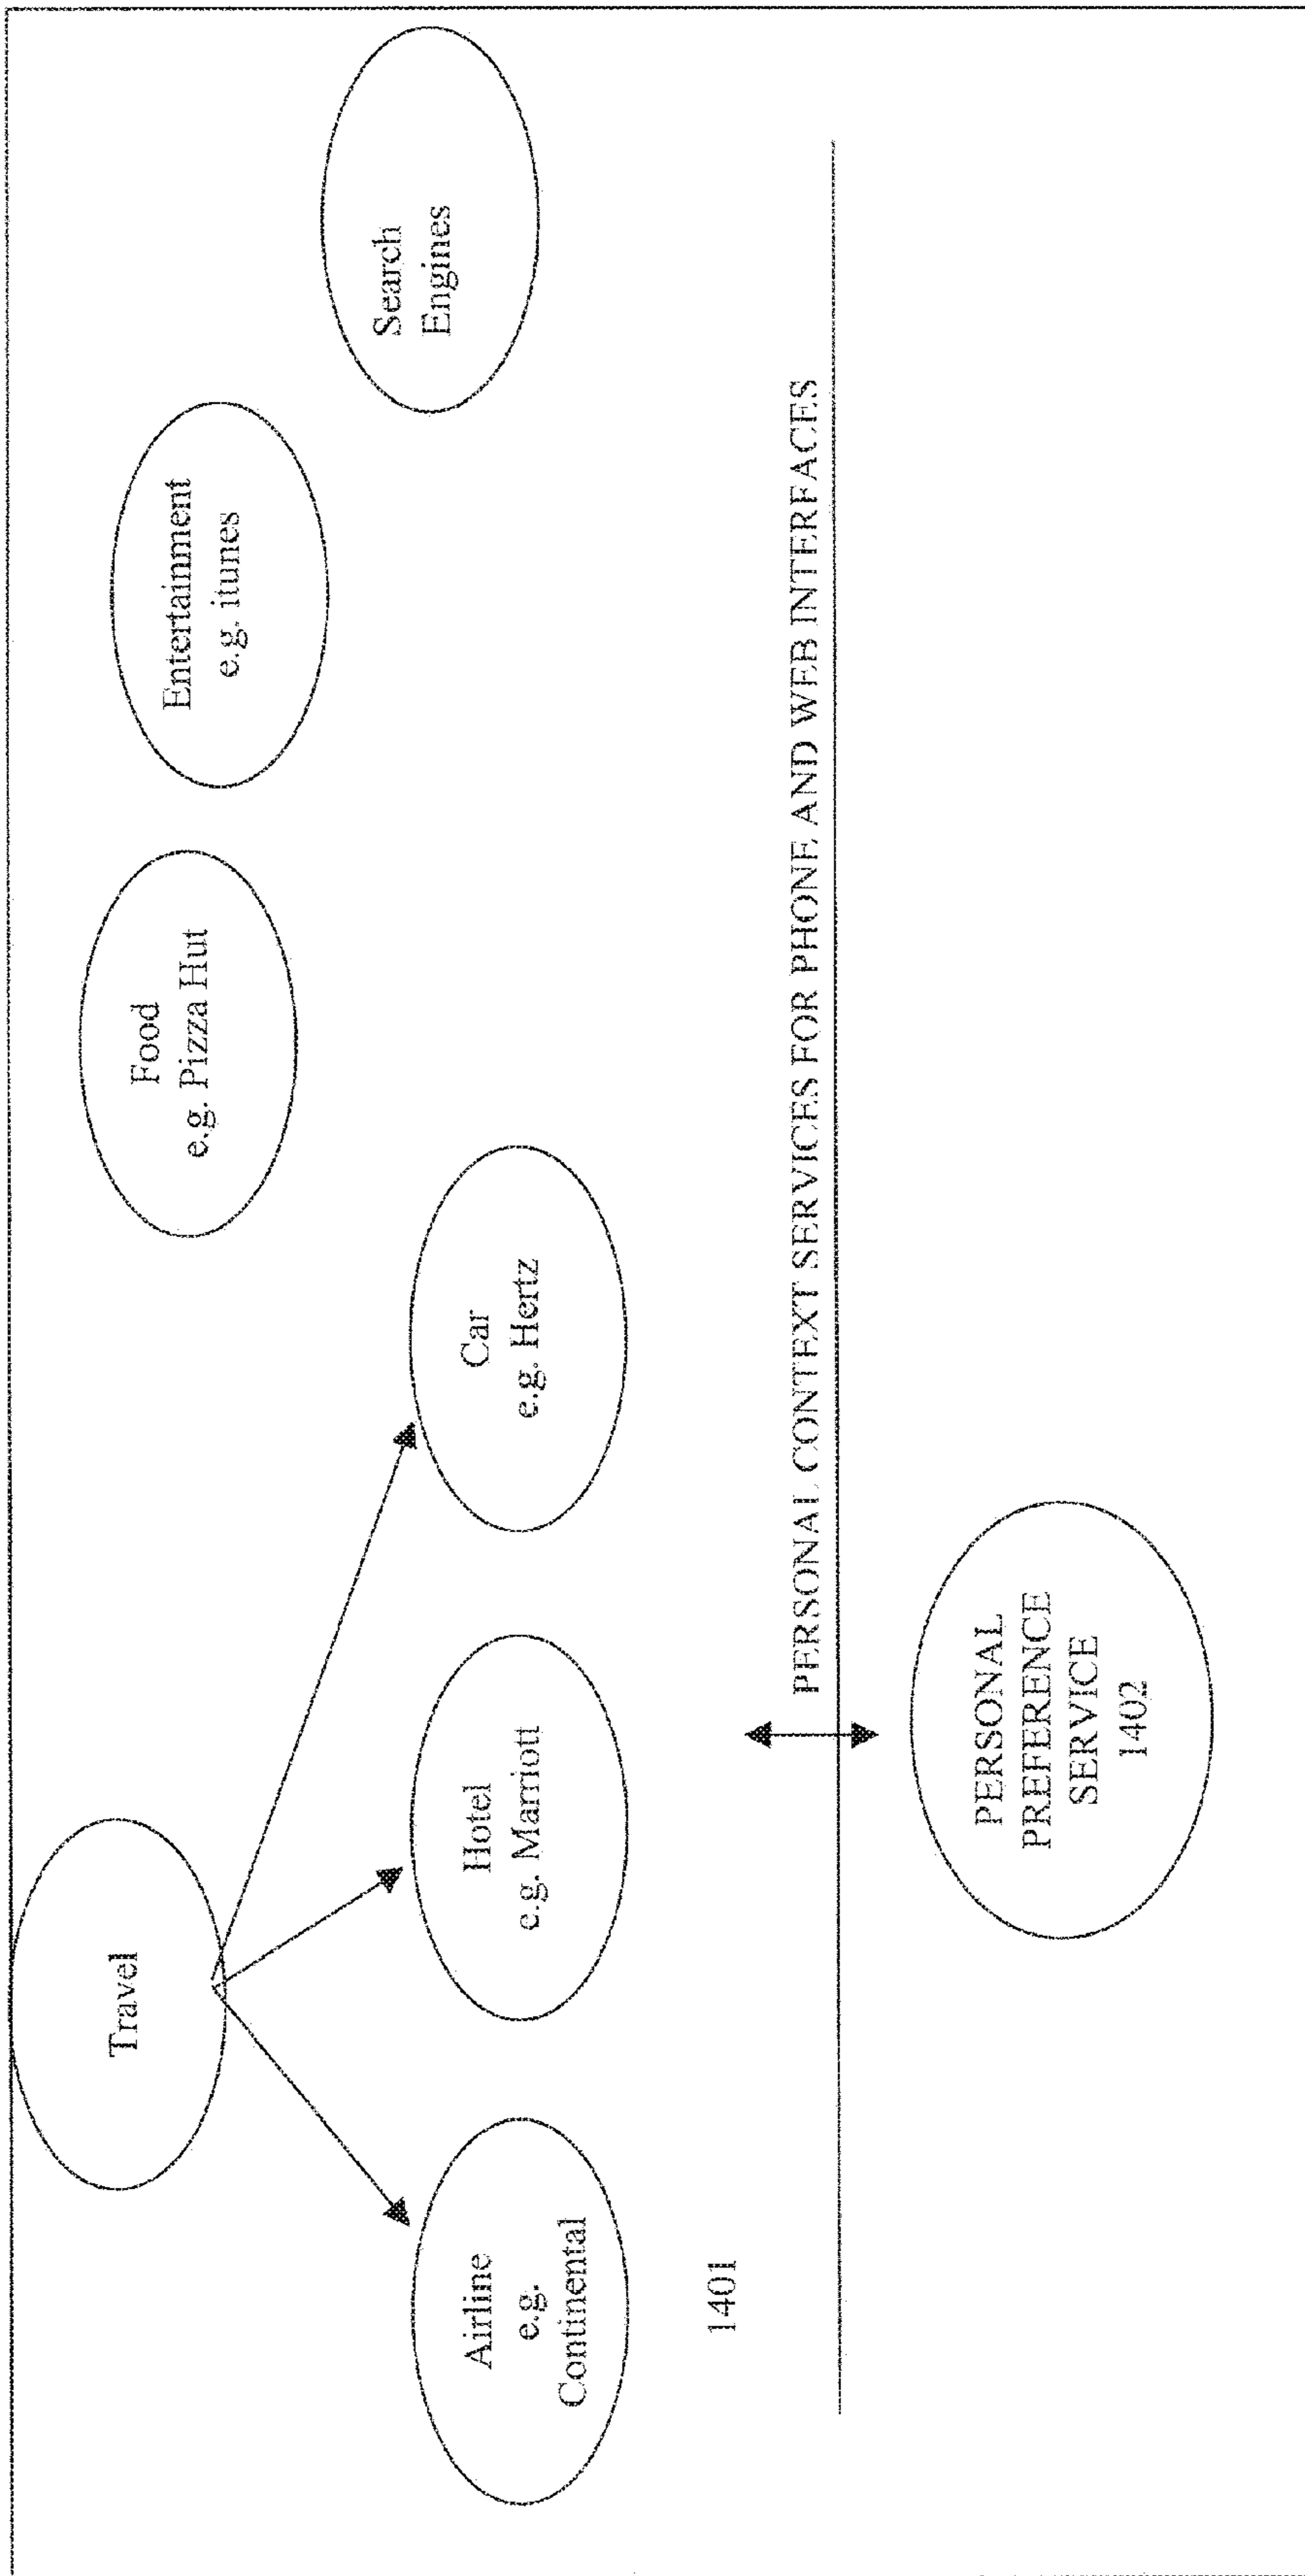 Travel
Food
e.g. Pizza Hut
Entertainment
e.g. itunes
Search
Engines
Airline
e.g.
Continental
Hotel
e.g. Marriott
Car
e.g. Hertz
1401
PERSONAL CONTEXT SERVICES FOR PHONE AND WEB INTERFACES
PERSONAL
PREFERENCE
SERVICE
1402